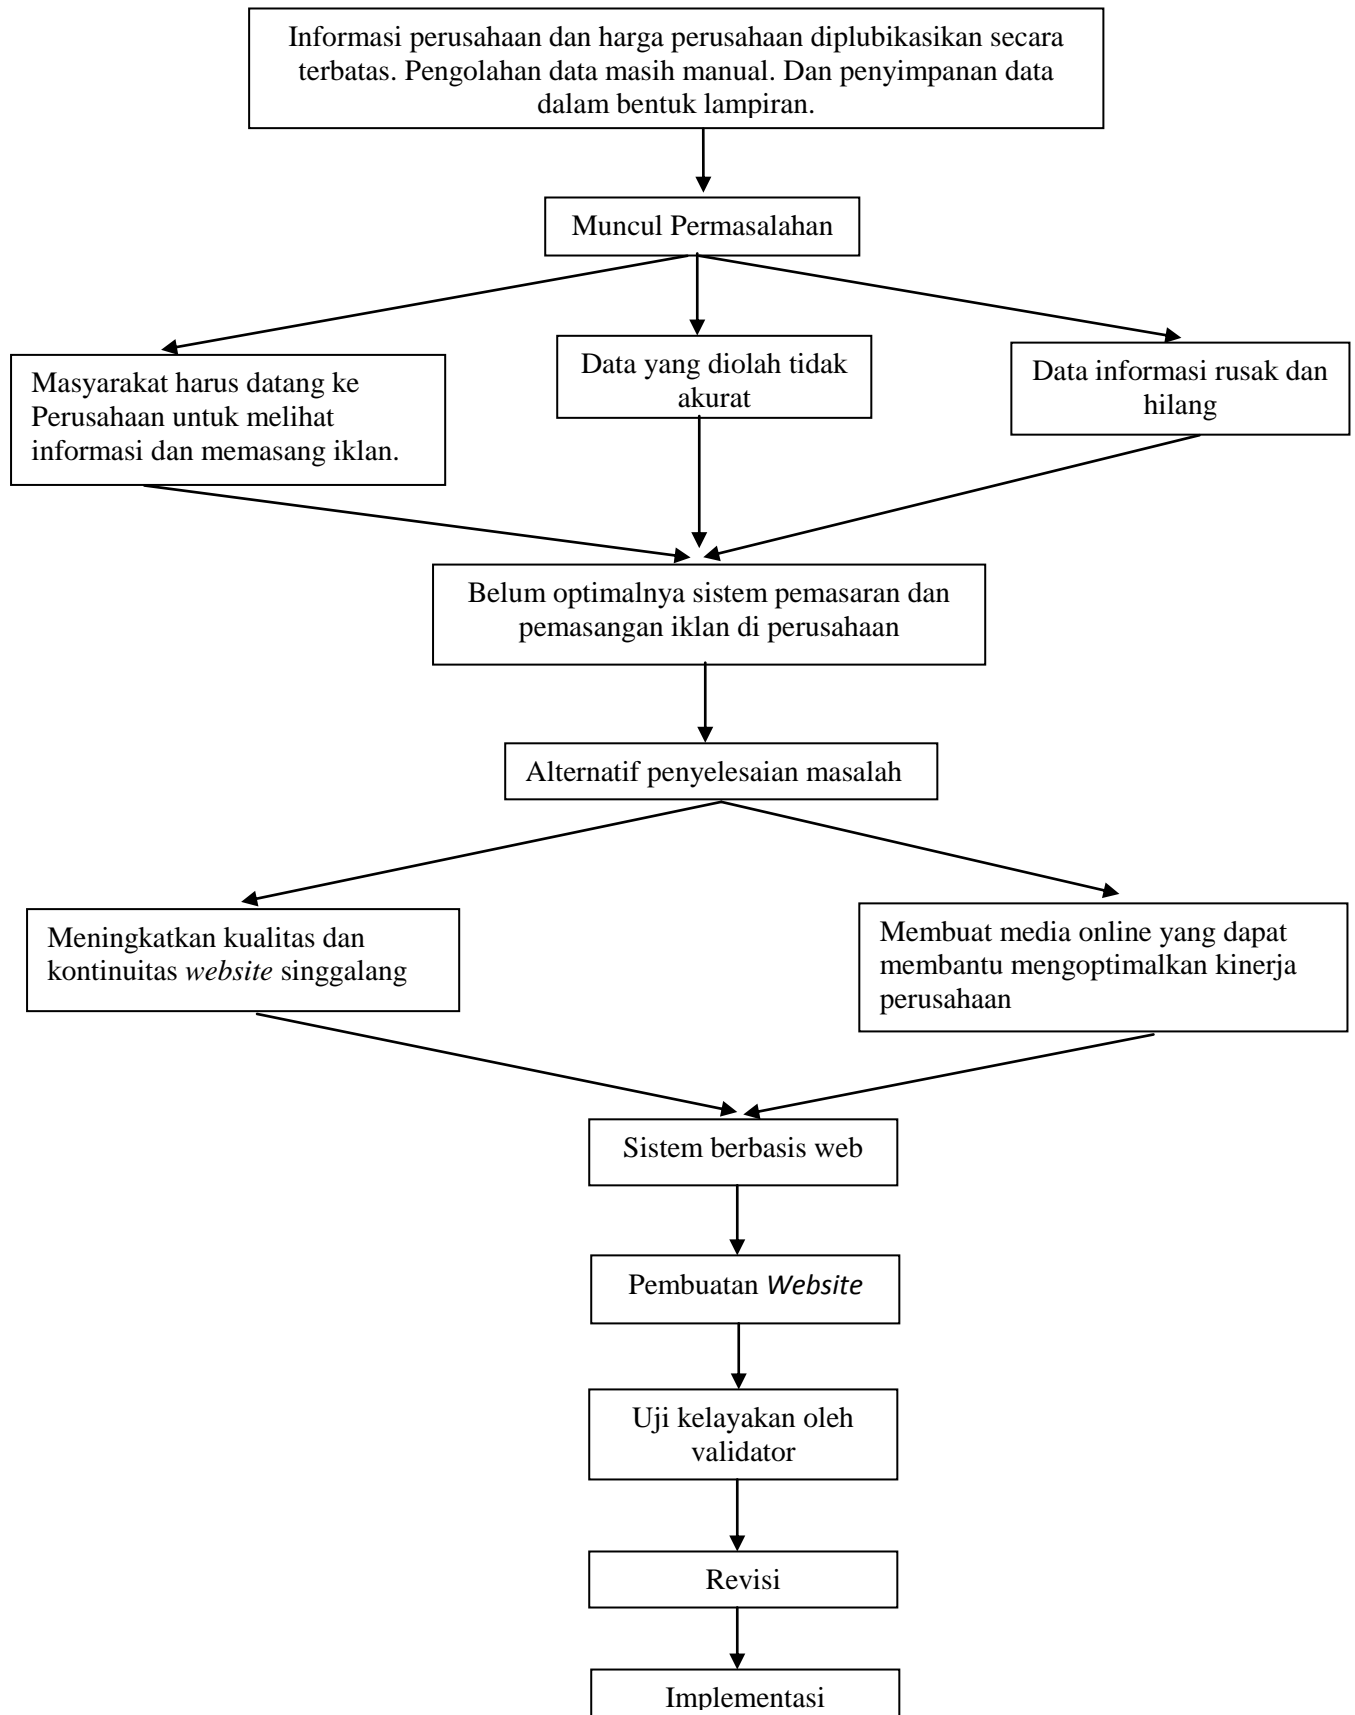 Informasi perusahaan dan harga perusahaan diplubikasikan secara
terbatas. Pengolahan data masih manual. Dan penyimpanan data
dalam bentuk lampiran.
Muncul Permasalahan
Masyarakat harus datang ke
Perusahaan untuk melihat
informasi dan memasang iklan.
Data yang diolah tidak
akurat
Data informasi rusak dan
hilang
Belum optimalnya sistem pemasaran dan
pemasangan iklan di perusahaan
Alternatif penyelesaian masalah
Meningkatkan kualitas dan
kontinuitas website singgalang
Membuat media online yang dapat
membantu mengoptimalkan kinerja
perusahaan
Sistem berbasis web
Pembuatan Website
Uji kelayakan oleh
validator
Revisi
Implementasi